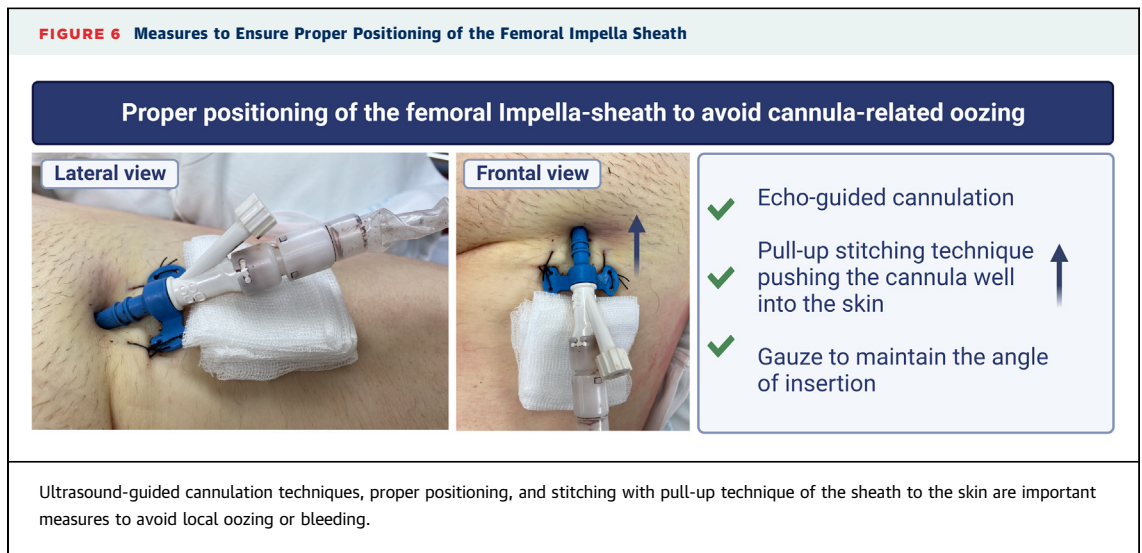 FIGURE 6 Measures to Ensure Proper Positioning of the Femoral Impella Sheath
Proper positioning of the femoral Impella-sheath to avoid cannula-related oozing
Lateral view
Frontal view
Echo-guided cannulation
Pull-up stitching technique
pushing the cannula well
into the skin
Gauze to maintain the angle
of insertion
Ultrasound-guided cannulation techniques, proper positioning, and stitching with pull-up technique of the sheath to the skin are important
measures to avoid local oozing or bleeding.